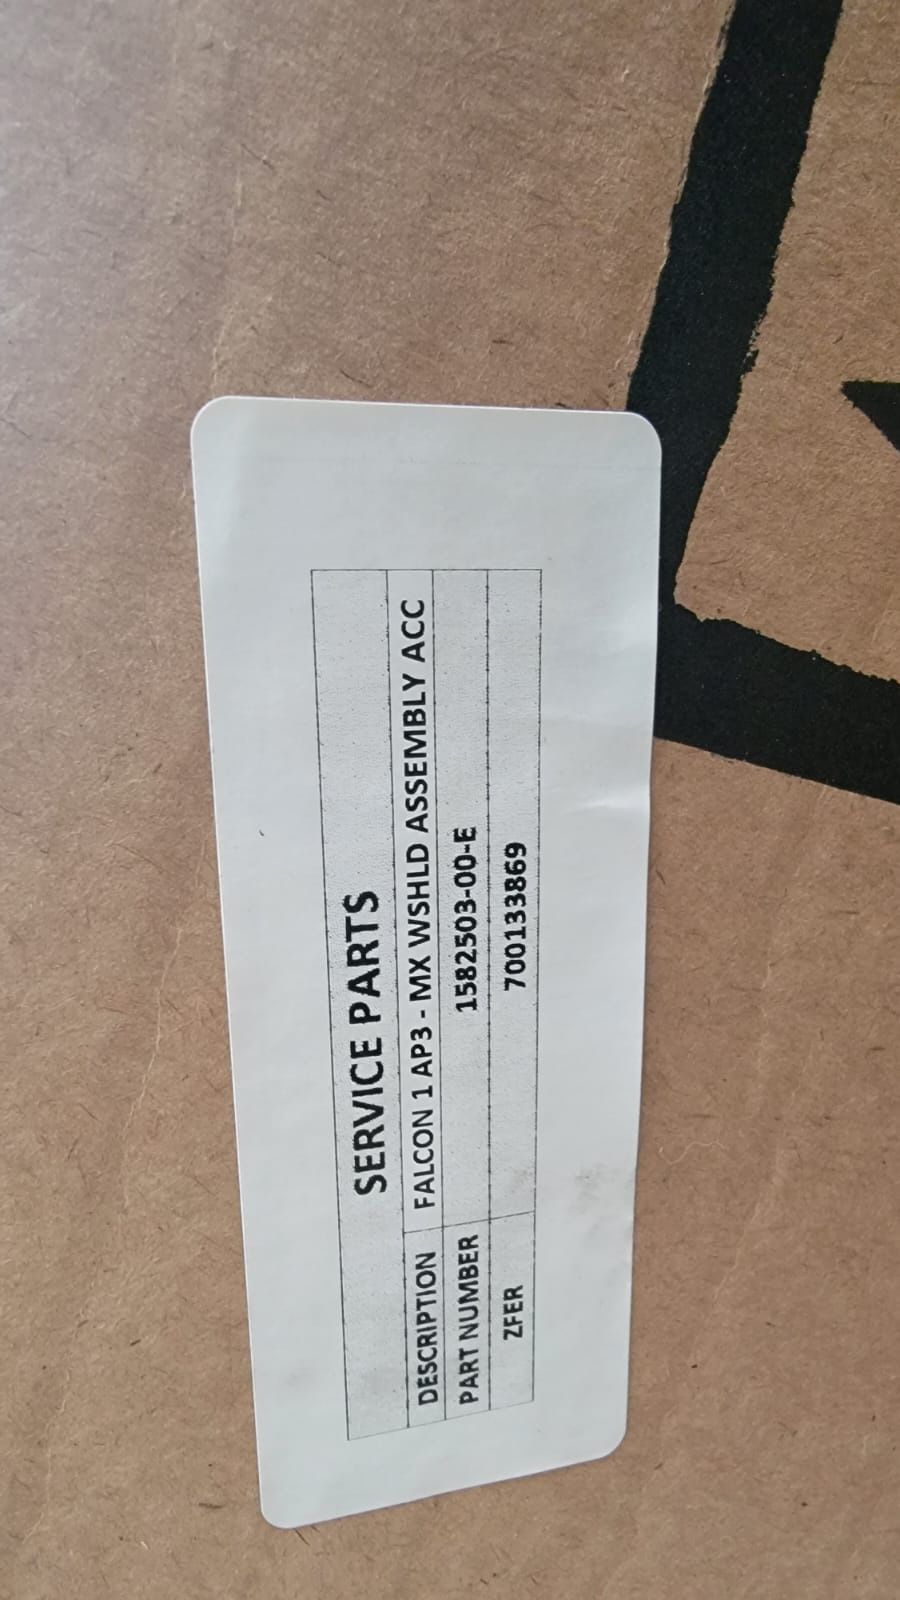 SERVICE PARTS
DESCRIPTION FALCON 1 AP3 - MX WSHLD ASSEMBLY ACC
PART NUMBER 1582503-00-E
ZFER 700133869